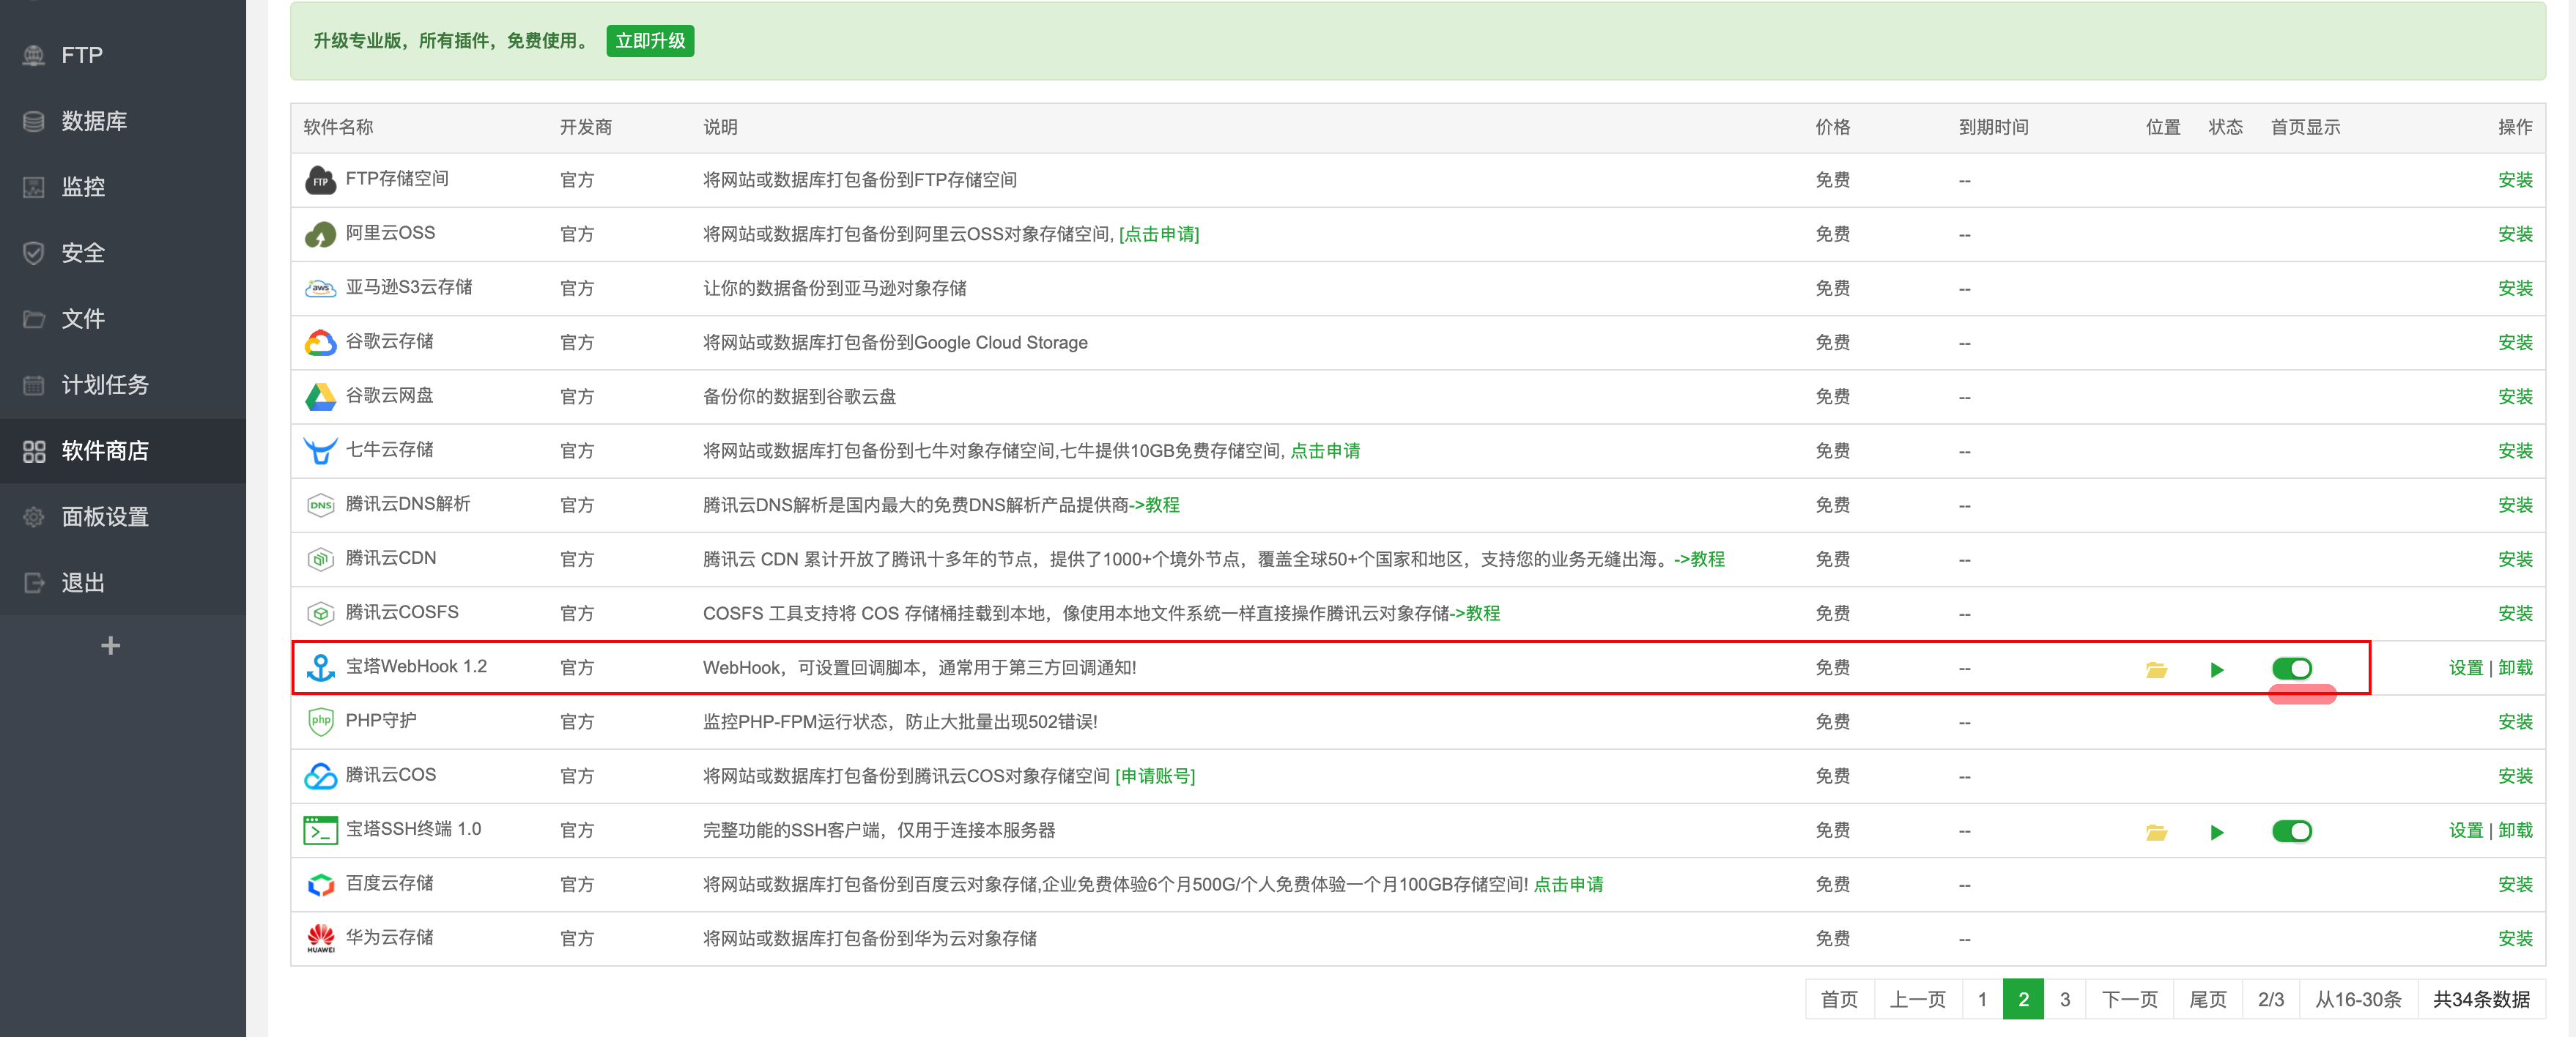 升级专业版，所有插件，免费使用。 立即升级
FTP
数据库
监控
安全
文件
计划任务
软件商店
面板设置
退出
+
软件名称 开发商 说明 价格 到期时间 位置 状态 首页显示 操作
FTP FTP存储空间 官方 将网站或数据库打包备份到FTP存储空间 免费 -- 安装
阿里云OSS 官方 将网站或数据库打包备份到阿里云OSS对象存储空间, [点击申请] 免费 -- 安装
aws 亚马逊S3云存储 官方 让你的数据备份到亚马逊对象存储 免费 -- 安装
谷歌云存储 官方 将网站或数据库打包备份到Google Cloud Storage 免费 -- 安装
谷歌云网盘 官方 备份你的数据到谷歌云盘 免费 -- 安装
七牛云存储 官方 将网站或数据库打包备份到七牛对象存储空间,七牛提供10GB免费存储空间, 点击申请 免费 -- 安装
DNS 腾讯云DNS解析 官方 腾讯云DNS解析是国内最大的免费DNS解析产品提供商->教程 免费 -- 安装
腾讯云CDN 官方 腾讯云 CDN 累计开放了腾讯十多年的节点，提供了1000+个境外节点，覆盖全球50+个国家和地区，支持您的业务无缝出海。->教程 免费 -- 安装
腾讯云COSFS 官方 COSFS 工具支持将 COS 存储桶挂载到本地，像使用本地文件系统一样直接操作腾讯云对象存储->教程 免费 -- 安装
宝塔WebHook 1.2 官方 WebHook，可设置回调脚本，通常用于第三方回调通知! 免费 -- 设置 | 卸载
php PHP守护 官方 监控PHP-FPM运行状态，防止大批量出现502错误! 免费 -- 安装
腾讯云COS 官方 将网站或数据库打包备份到腾讯云COS对象存储空间 [申请账号] 免费 -- 安装
>_ 宝塔SSH终端 1.0 官方 完整功能的SSH客户端，仅用于连接本服务器 免费 -- 设置 | 卸载
百度云存储 官方 将网站或数据库打包备份到百度云对象存储,企业免费体验6个月500G/个人免费体验一个月100GB存储空间! 点击申请 免费 -- 安装
HUAWEI 华为云存储 官方 将网站或数据库打包备份到华为云对象存储 免费 -- 安装
首页 上一页 1 2 3 下一页 尾页 2/3 从16-30条 共34条数据